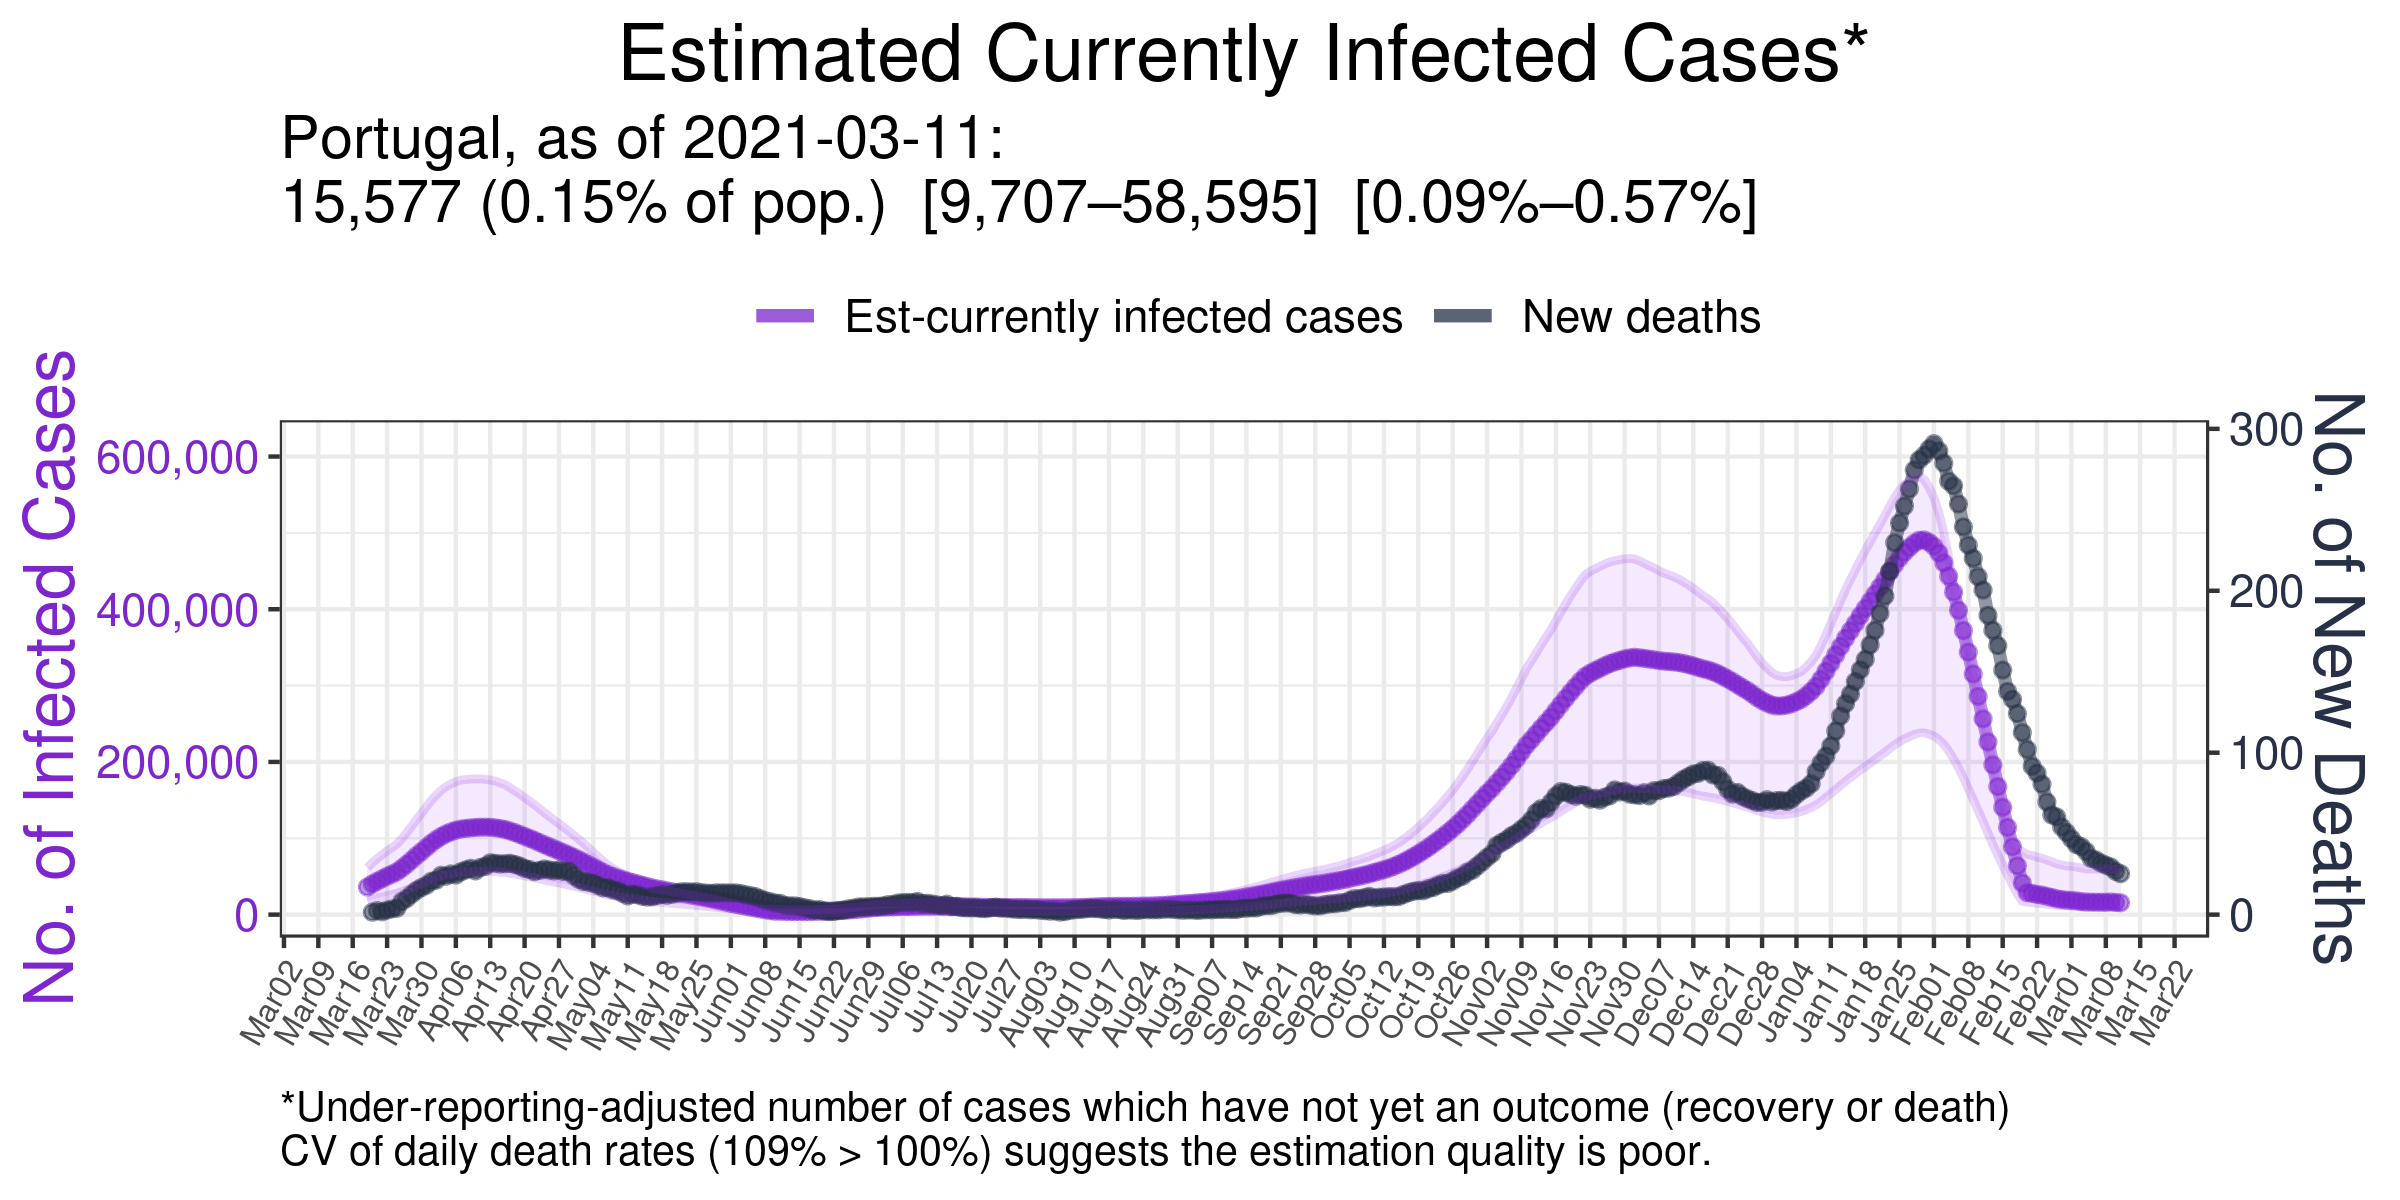 Estimated Currently Infected Cases*
Portugal, as of 2021-03-11:
15,577 (0.15% of pop.) [9,707–58,595] [0.09%–0.57%]
Est-currently infected cases New deaths
No. of Infected Cases
600,000
400,000
200,000
0
300
200
100
0
No. of New Deaths
Mar02 Mar09 Mar16 Mar23 Mar30 Apr06 Apr13 Apr20 Apr27 May04 May11 May18 May25 Jun01 Jun08 Jun15 Jun22 Jun29 Jul06 Jul13 Jul20 Jul27 Aug03 Aug10 Aug17 Aug24 Aug31 Sep07 Sep14 Sep21 Sep28 Oct05 Oct12 Oct19 Oct26 Nov02 Nov09 Nov16 Nov23 Nov30 Dec07 Dec14 Dec21 Dec28 Jan04 Jan11 Jan18 Jan25 Feb01 Feb08 Feb15 Feb22 Mar01 Mar08 Mar15 Mar22
*Under-reporting-adjusted number of cases which have not yet an outcome (recovery or death)
CV of daily death rates (109% > 100%) suggests the estimation quality is poor.